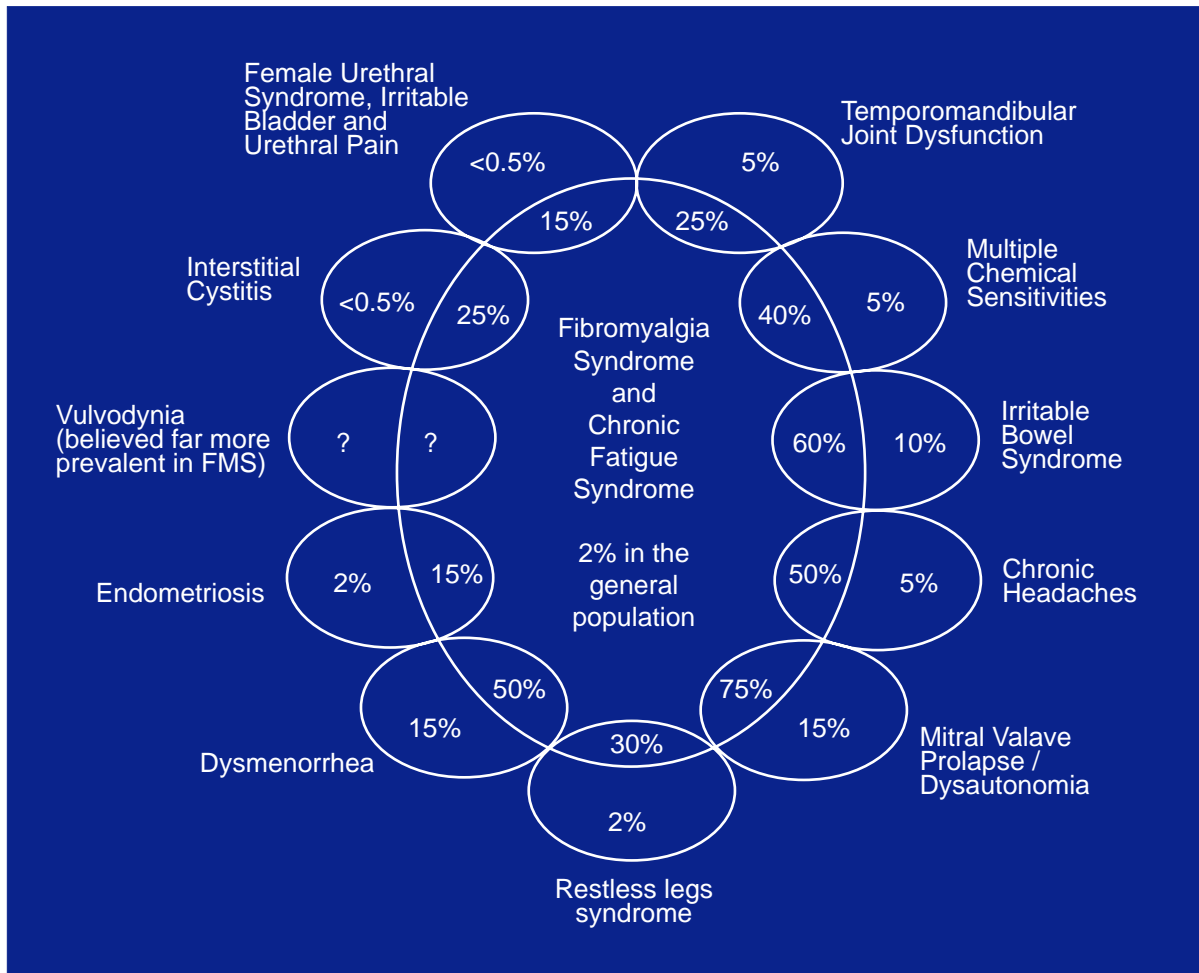 Female Urethral
Syndrome, Irritable
Bladder and
Urethral Pain
<0.5%
15%
Temporomandibular
Joint Dysfunction
5%
25%
Interstitial
Cystitis
<0.5%
25%
Multiple
Chemical
Sensitivities
40%
5%
Fibromyalgia
Syndrome
and
Chronic
Fatigue
Syndrome
2% in the
general
population
Vulvodynia
(believed far more
prevalent in FMS)
?
?
Irritable
Bowel
Syndrome
60%
10%
Endometriosis
2%
15%
Chronic
Headaches
50%
5%
Dysmenorrhea
15%
50%
Mitral Valave
Prolapse /
Dysautonomia
75%
15%
30%
2%
Restless legs
syndrome